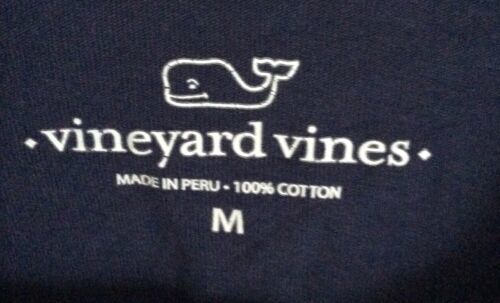 · vineyard vines ·
MADE IN PERU • 100% COTTON
M